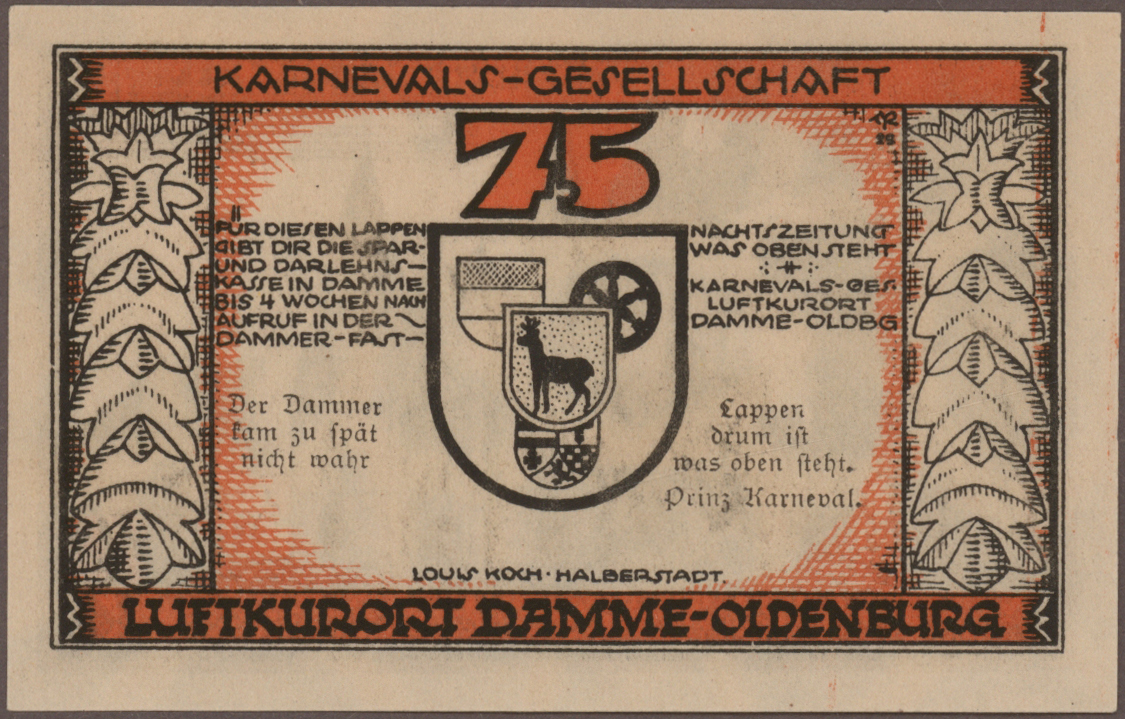 KARNEVALS-GESELLSCHAFT
75
FÜR DIESEN LAPPEN
GIBT DIR DIE SPAR-
UND DARLEHNS-
KASSE IN DAMME
BIS 4 WOCHEN NACH
AUFRUF IN DER
DAMMER-FAST-
NACHTSZEITUNG
WAS OBEN STEHT
KARNEVALS-GES.
LUFTKURORT
DAMME-OLDBG
Der Dammer
kam zu spät
nicht wahr
Lappen
drum ist
was oben steht.
Prinz Karneval.
LOUIS KOCH · HALBERSTADT.
LUFTKURORT DAMME-OLDENBURG